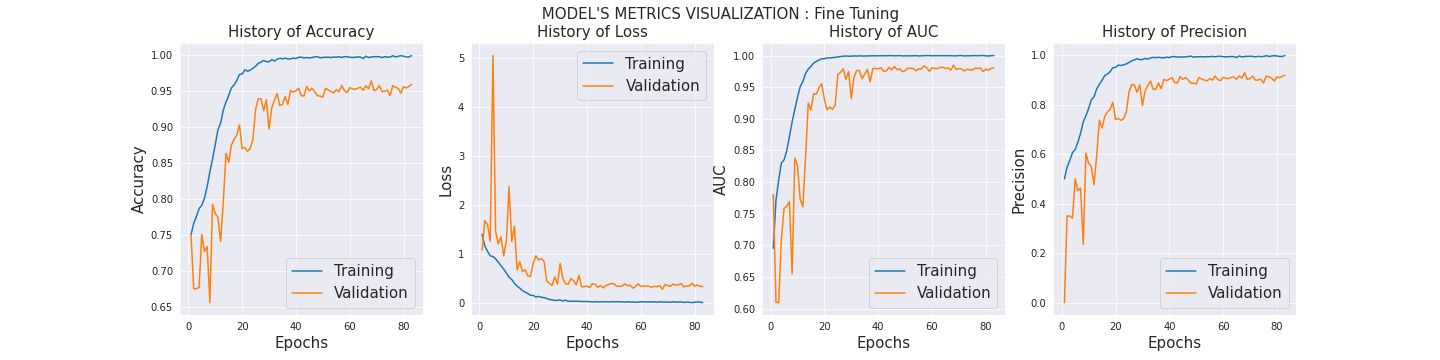 MODEL'S METRICS VISUALIZATION : Fine Tuning
History of Accuracy
1.00
0.95
0.90
0.85
0.80
0.75
0.70
0.65
Accuracy
0
20
40
60
80
Epochs
Training
Validation
History of Loss
5
4
3
2
1
0
Loss
0
20
40
60
80
Epochs
Training
Validation
History of AUC
1.00
0.95
0.90
0.85
0.80
0.75
0.70
0.65
0.60
AUC
0
20
40
60
80
Epochs
Training
Validation
History of Precision
1.0
0.8
0.6
0.4
0.2
0.0
Precision
0
20
40
60
80
Epochs
Training
Validation